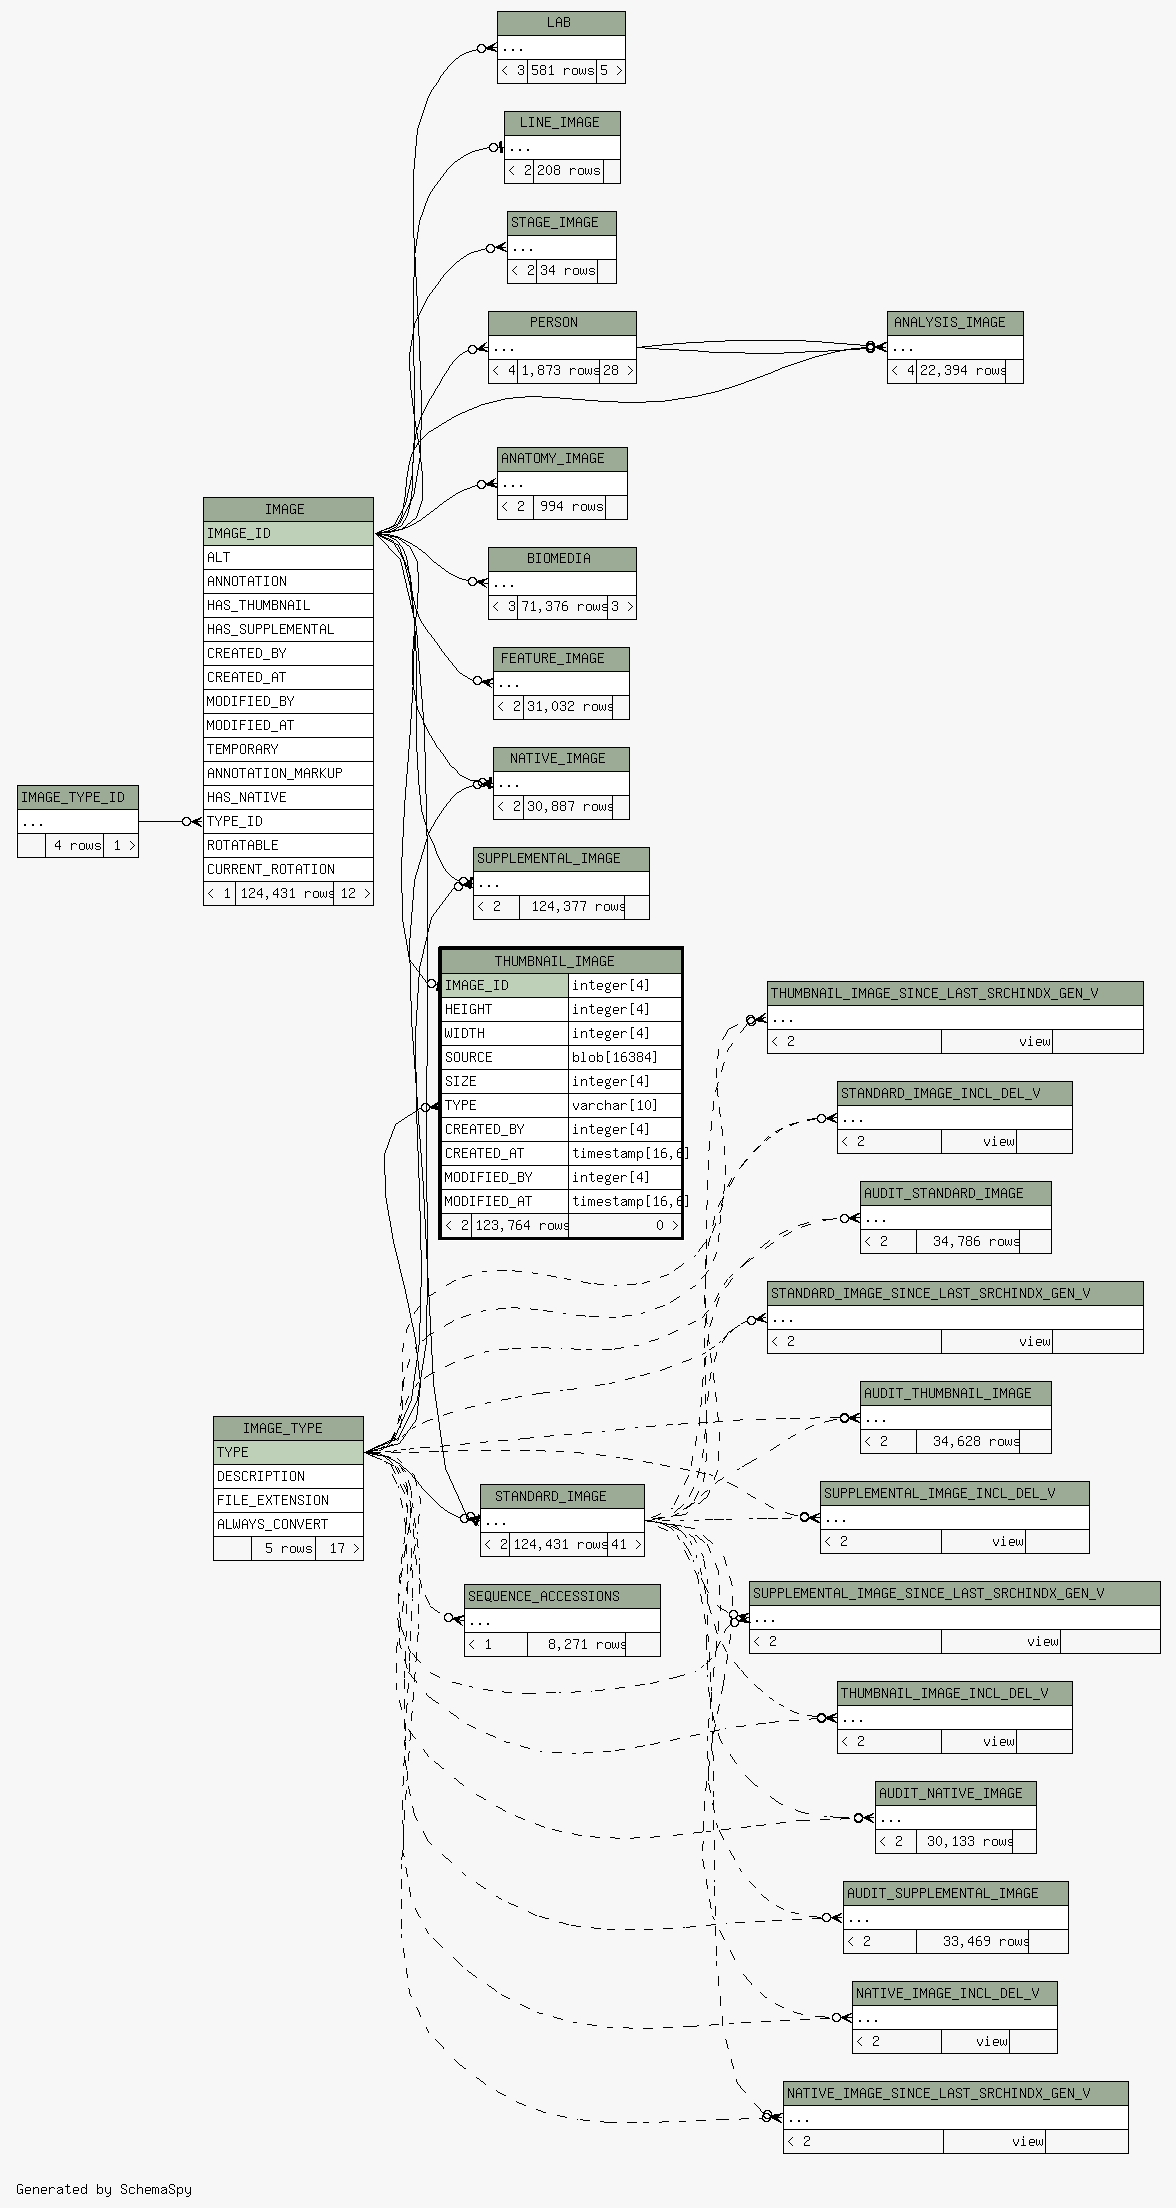 LAB
...
< 3 581 rows 5 >
LINE_IMAGE
...
< 2 208 rows
STAGE_IMAGE
...
< 2 34 rows
PERSON
...
< 4 1,873 rows 28 >
ANALYSIS_IMAGE
...
< 4 22,394 rows
ANATOMY_IMAGE
...
< 2 994 rows
IMAGE
IMAGE_ID
ALT
ANNOTATION
HAS_THUMBNAIL
HAS_SUPPLEMENTAL
CREATED_BY
CREATED_AT
MODIFIED_BY
MODIFIED_AT
TEMPORARY
ANNOTATION_MARKUP
HAS_NATIVE
TYPE_ID
ROTATABLE
CURRENT_ROTATION
< 1 124,431 rows 12 >
BIOMEDIA
...
< 3 71,376 rows 3 >
FEATURE_IMAGE
...
< 2 31,032 rows
NATIVE_IMAGE
...
< 2 30,887 rows
IMAGE_TYPE_ID
...
4 rows 1 >
SUPPLEMENTAL_IMAGE
...
< 2 124,377 rows
THUMBNAIL_IMAGE
IMAGE_ID integer[4]
HEIGHT integer[4]
WIDTH integer[4]
SOURCE blob[16384]
SIZE integer[4]
TYPE varchar[10]
CREATED_BY integer[4]
CREATED_AT timestamp[16,6]
MODIFIED_BY integer[4]
MODIFIED_AT timestamp[16,6]
< 2 123,764 rows 0 >
THUMBNAIL_IMAGE_SINCE_LAST_SRCHINDX_GEN_V
...
< 2 view
STANDARD_IMAGE_INCL_DEL_V
...
< 2 view
AUDIT_STANDARD_IMAGE
...
< 2 34,786 rows
STANDARD_IMAGE_SINCE_LAST_SRCHINDX_GEN_V
...
< 2 view
AUDIT_THUMBNAIL_IMAGE
...
< 2 34,628 rows
IMAGE_TYPE
TYPE
DESCRIPTION
FILE_EXTENSION
ALWAYS_CONVERT
5 rows 17 >
STANDARD_IMAGE
...
< 2 124,431 rows 41 >
SUPPLEMENTAL_IMAGE_INCL_DEL_V
...
< 2 view
SEQUENCE_ACCESSIONS
...
< 1 8,271 rows
SUPPLEMENTAL_IMAGE_SINCE_LAST_SRCHINDX_GEN_V
...
< 2 view
THUMBNAIL_IMAGE_INCL_DEL_V
...
< 2 view
AUDIT_NATIVE_IMAGE
...
< 2 30,133 rows
AUDIT_SUPPLEMENTAL_IMAGE
...
< 2 33,469 rows
NATIVE_IMAGE_INCL_DEL_V
...
< 2 view
NATIVE_IMAGE_SINCE_LAST_SRCHINDX_GEN_V
...
< 2 view
Generated by SchemaSpy